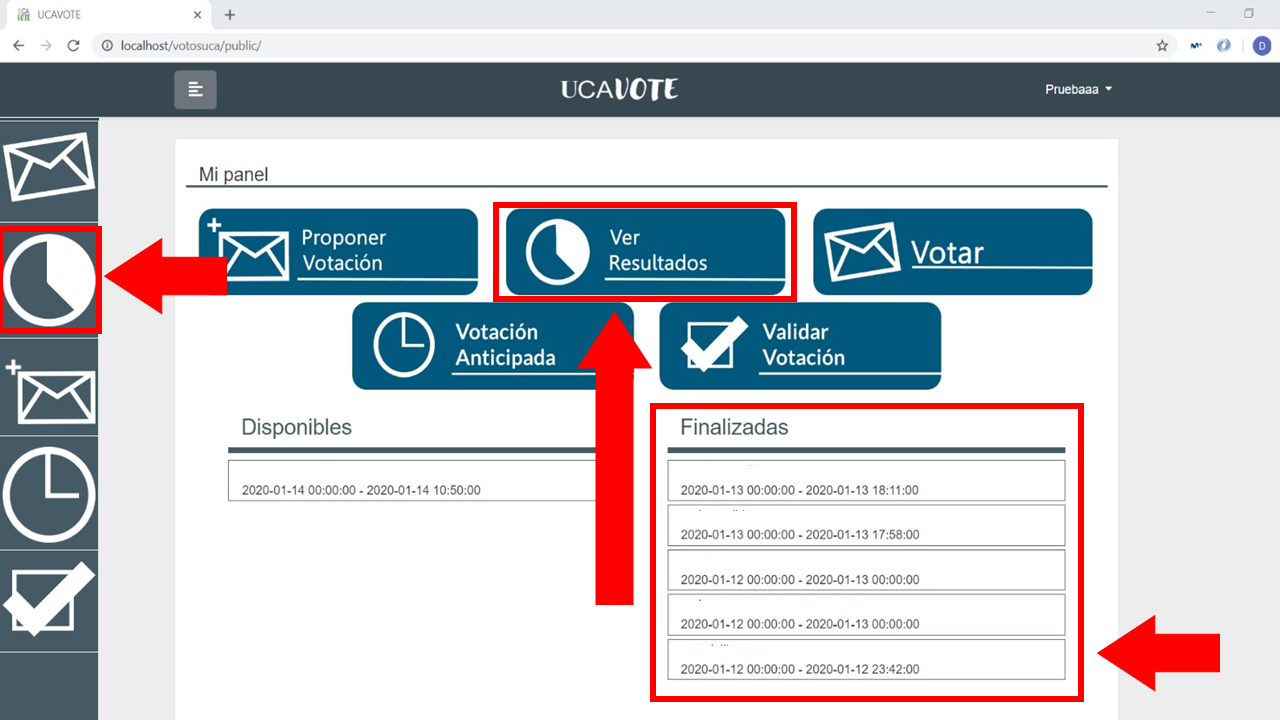 UCAVOTE
localhost/votosuca/public/
D
UCAVOTE
Pruebaaa
Mi panel
Proponer
Votación
Ver
Resultados
Votar
Votación
Anticipada
Validar
Votación
Disponibles
2020-01-14 00:00:00 - 2020-01-14 10:50:00
Finalizadas
2020-01-13 00:00:00 - 2020-01-13 18:11:00
2020-01-13 00:00:00 - 2020-01-13 17:58:00
2020-01-12 00:00:00 - 2020-01-13 00:00:00
2020-01-12 00:00:00 - 2020-01-13 00:00:00
2020-01-12 00:00:00 - 2020-01-12 23:42:00